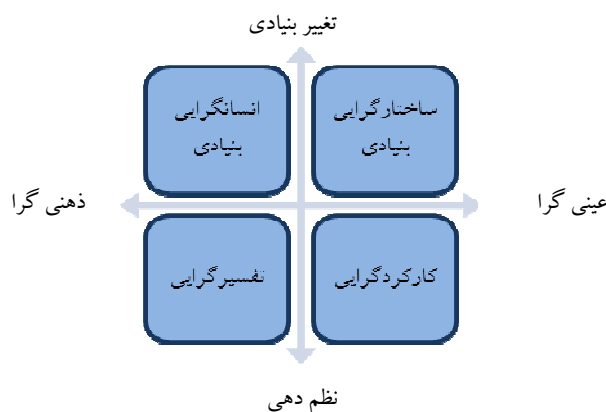 تغییر بنیادی
ساختارگرایی
بنیادی
انسانگرایی
بنیادی
عینی گرا
ذهنی گرا
کارکردگرایی
تفسیرگرایی
نظم دهی